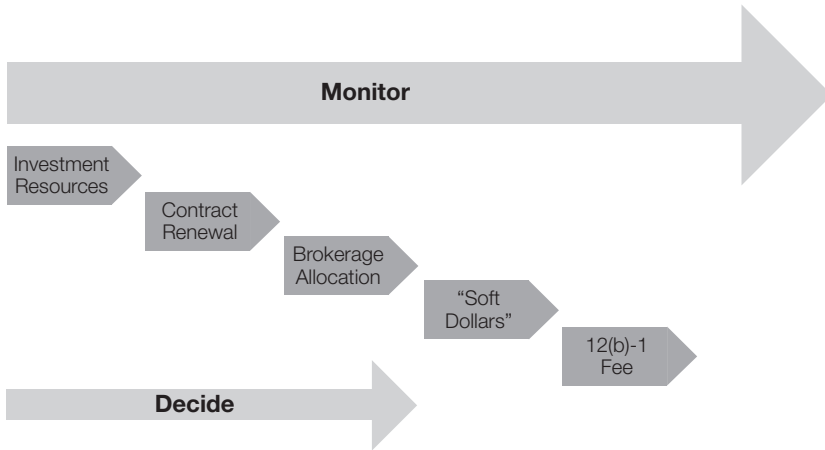 Monitor
Investment
Resources
Contract
Renewal
Brokerage
Allocation
“Soft
Dollars”
12(b)-1
Fee
Decide